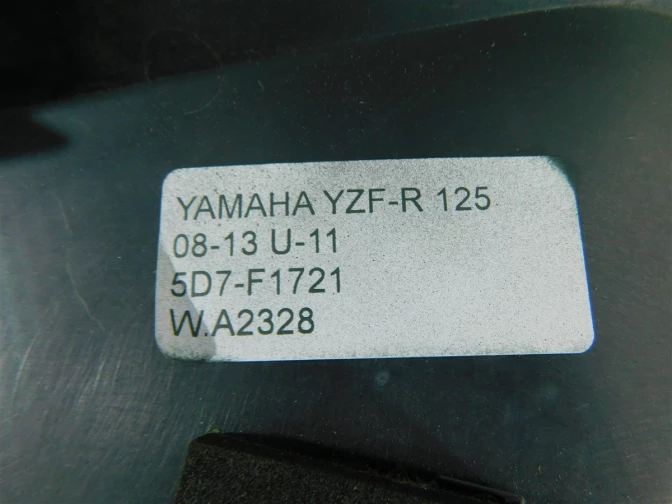 YAMAHA YZF-R 125
08-13 U-11
5D7-F1721
W.A2328